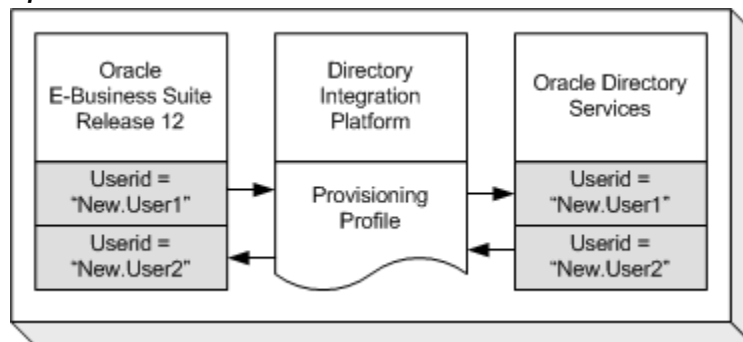 Oracle
E-Business Suite
Release 12
Userid =
"New.User1"
Userid =
"New.User2"
Directory
Integration
Platform
Provisioning
Profile
Oracle Directory
Services
Userid =
"New.User1"
Userid =
"New.User2"